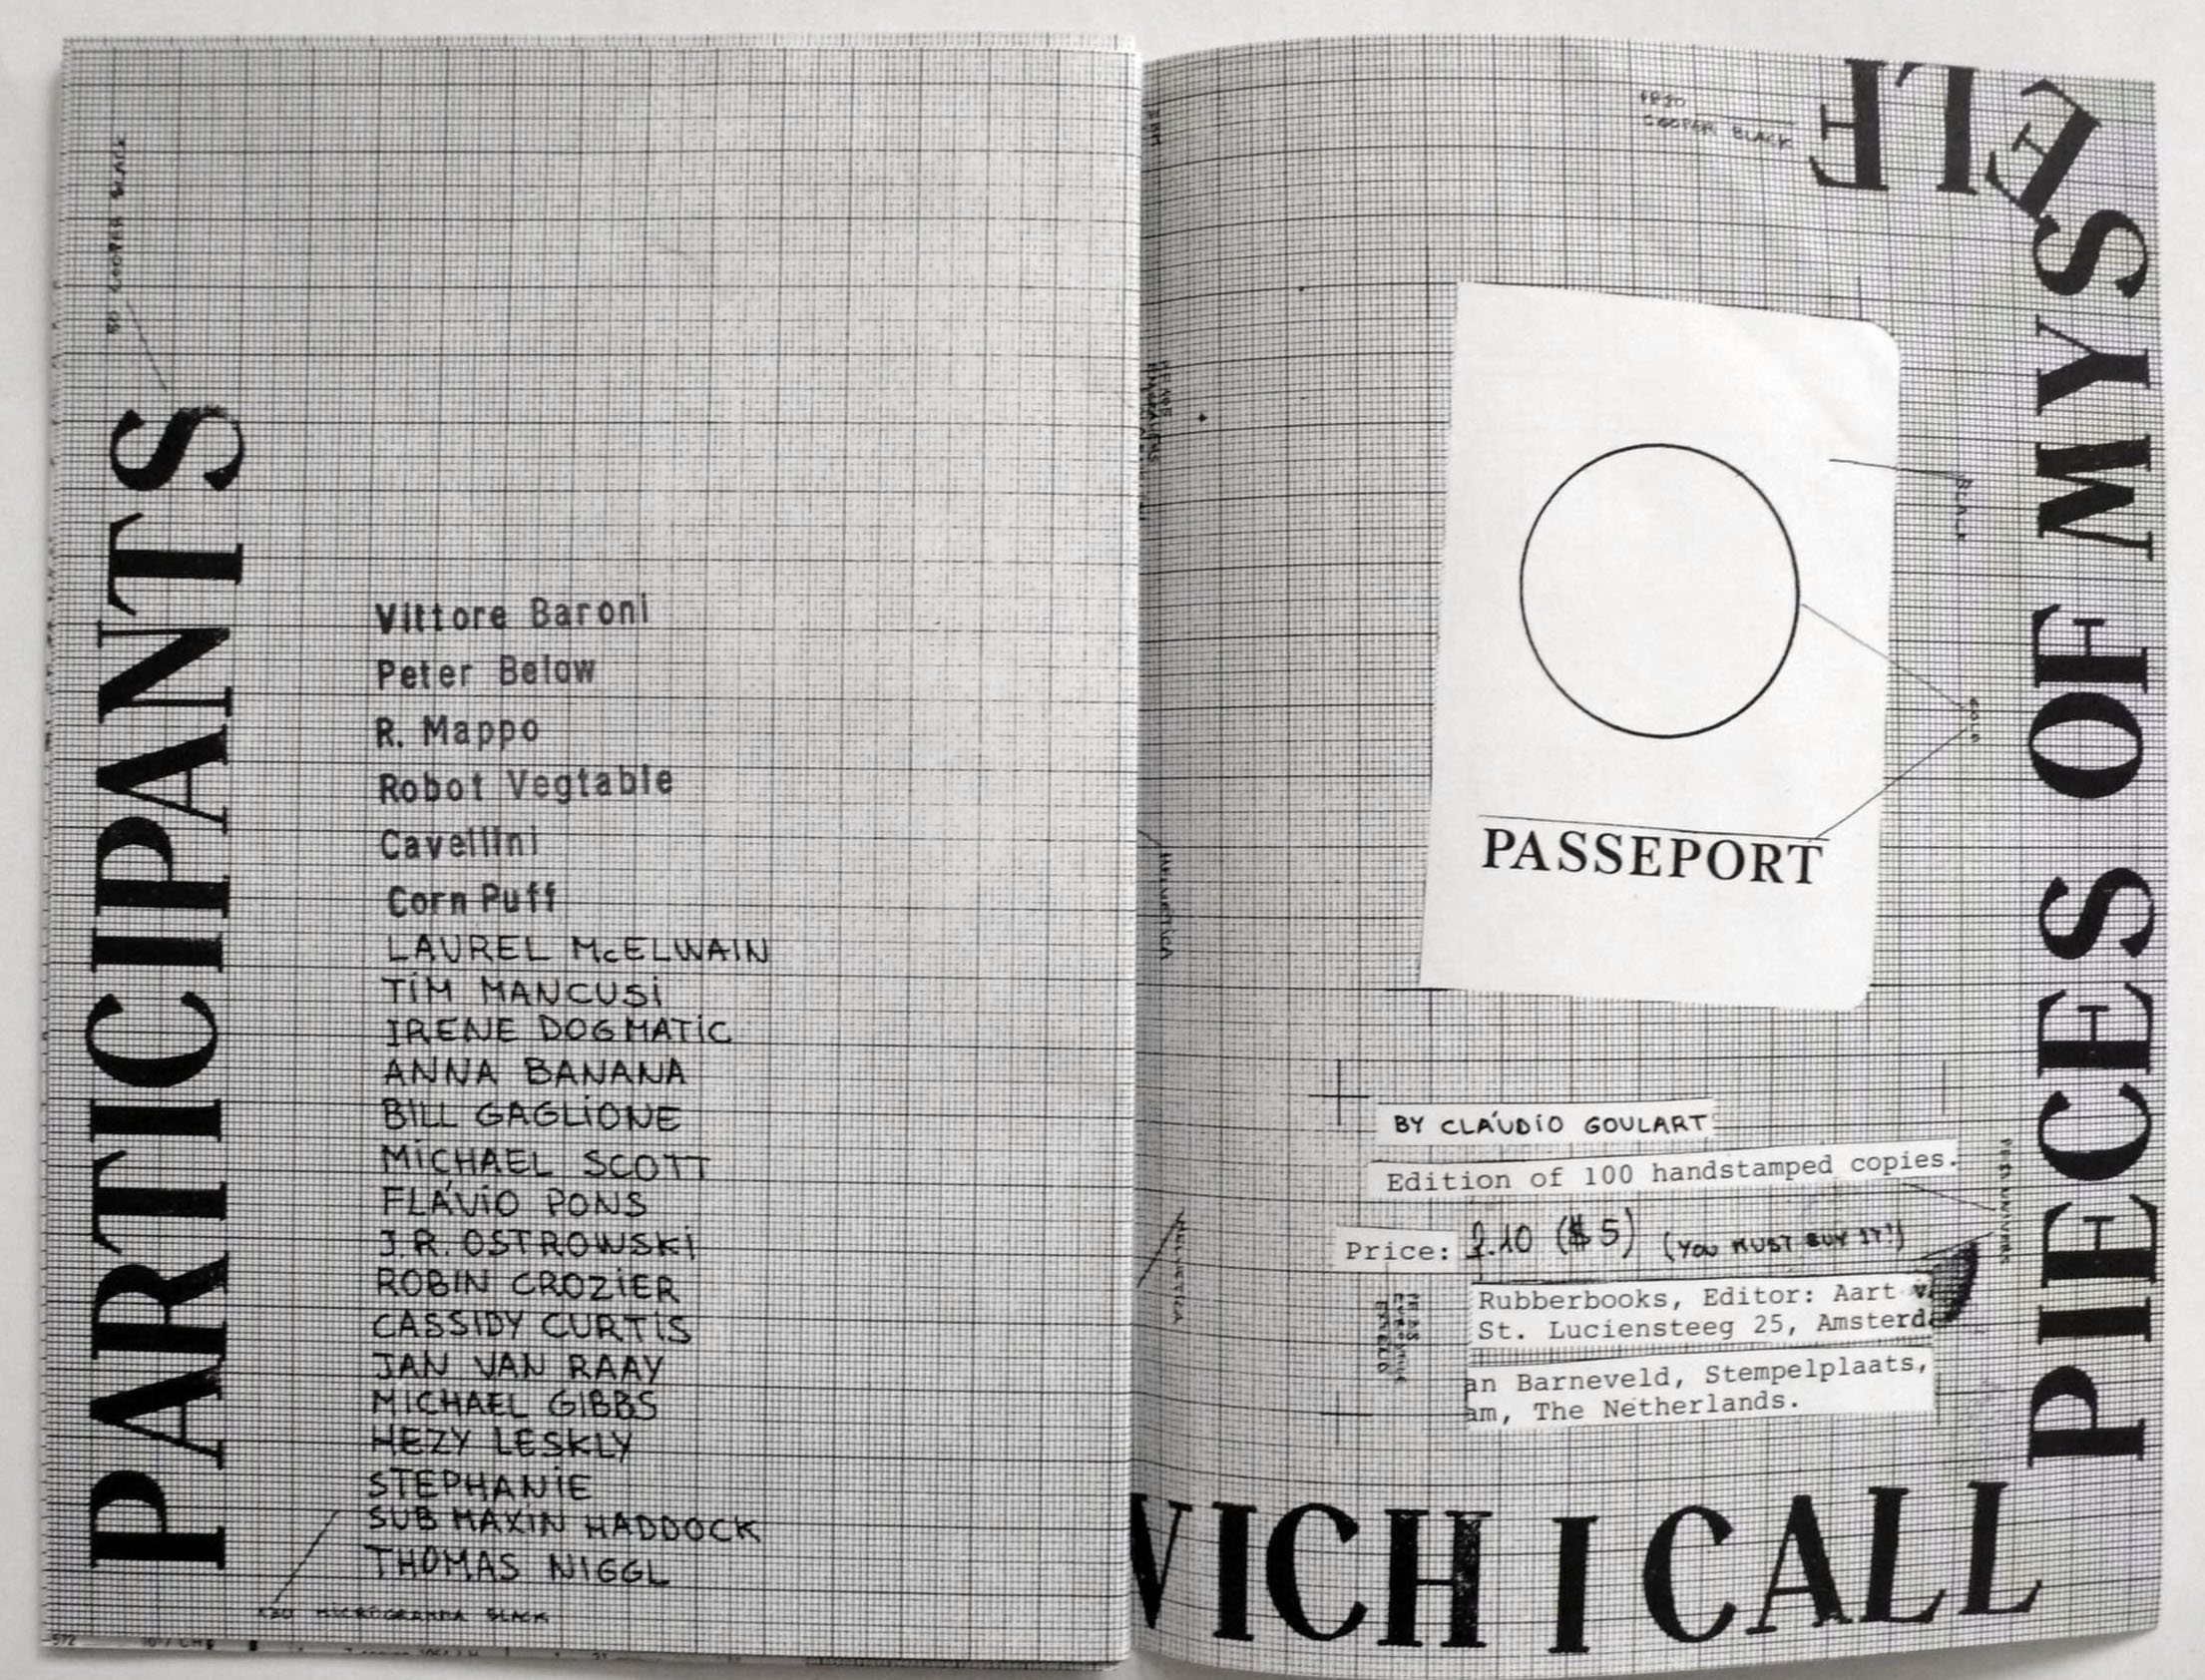 PARTICIPANTS
Vittore Baroni
Peter Below
R. Mappo
Robot Vegtable
Cavellini
Corn Puff
LAUREL McELWAIN
TiM MANCUSi
IRENE DOGMATiC
ANNA BANANA
BiLL GAGLiONE
MiCHAEL SCOTT
FLÁViO PONS
J.R. OSTROWSKi
ROBIN CROZiER
CASSIDY CURTiS
JAN VAN RAAY
MICHAEL GIBBS
HEZY LESKLY
STEPHANiE
SUB MAXiN HADDOCK
THOMAS NIGGL
MICROGRAMMA BLACK
COOPER BLACK
PASSEPORT
BY CLÁUDiO GOULART
Edition of 100 handstamped copies.
Price: f.10 ($5) (YOU MUST BUY IT!)
Rubberbooks, Editor: Aart v
St. Luciensteeg 25, Amsterd
an Barneveld, Stempelplaats,
am, The Netherlands.
WICH I CALL
PIECES OF MYSELF
HELVETICA